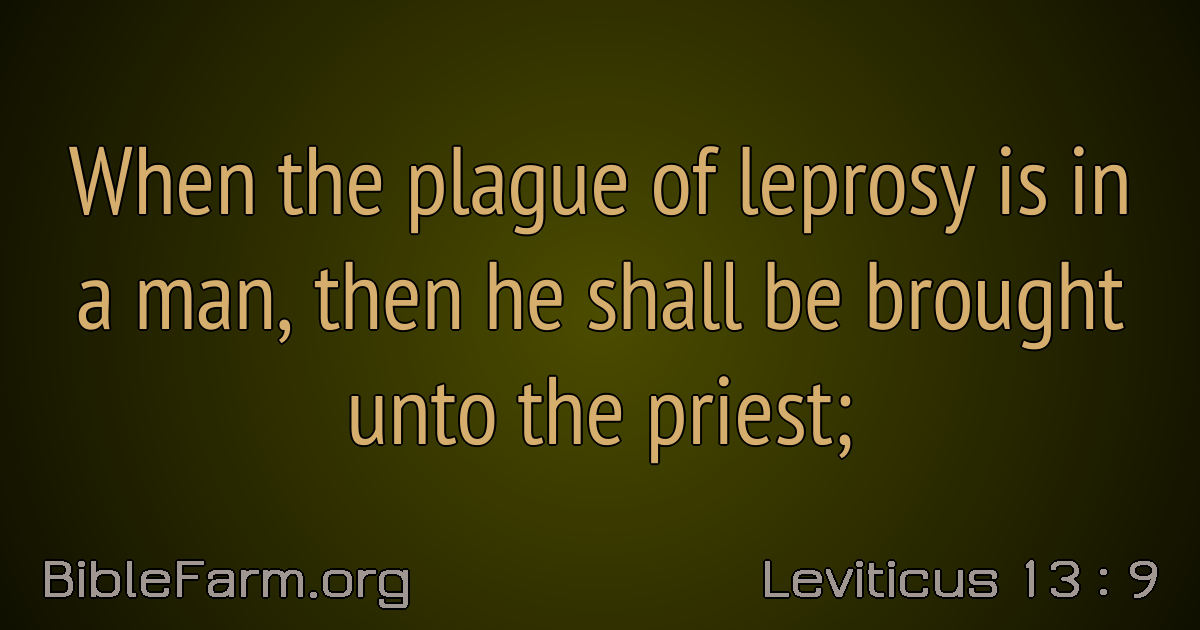 When the plague of leprosy is in
a man, then he shall be brought
unto the priest;
BibleFarm.org
Leviticus 13 : 9